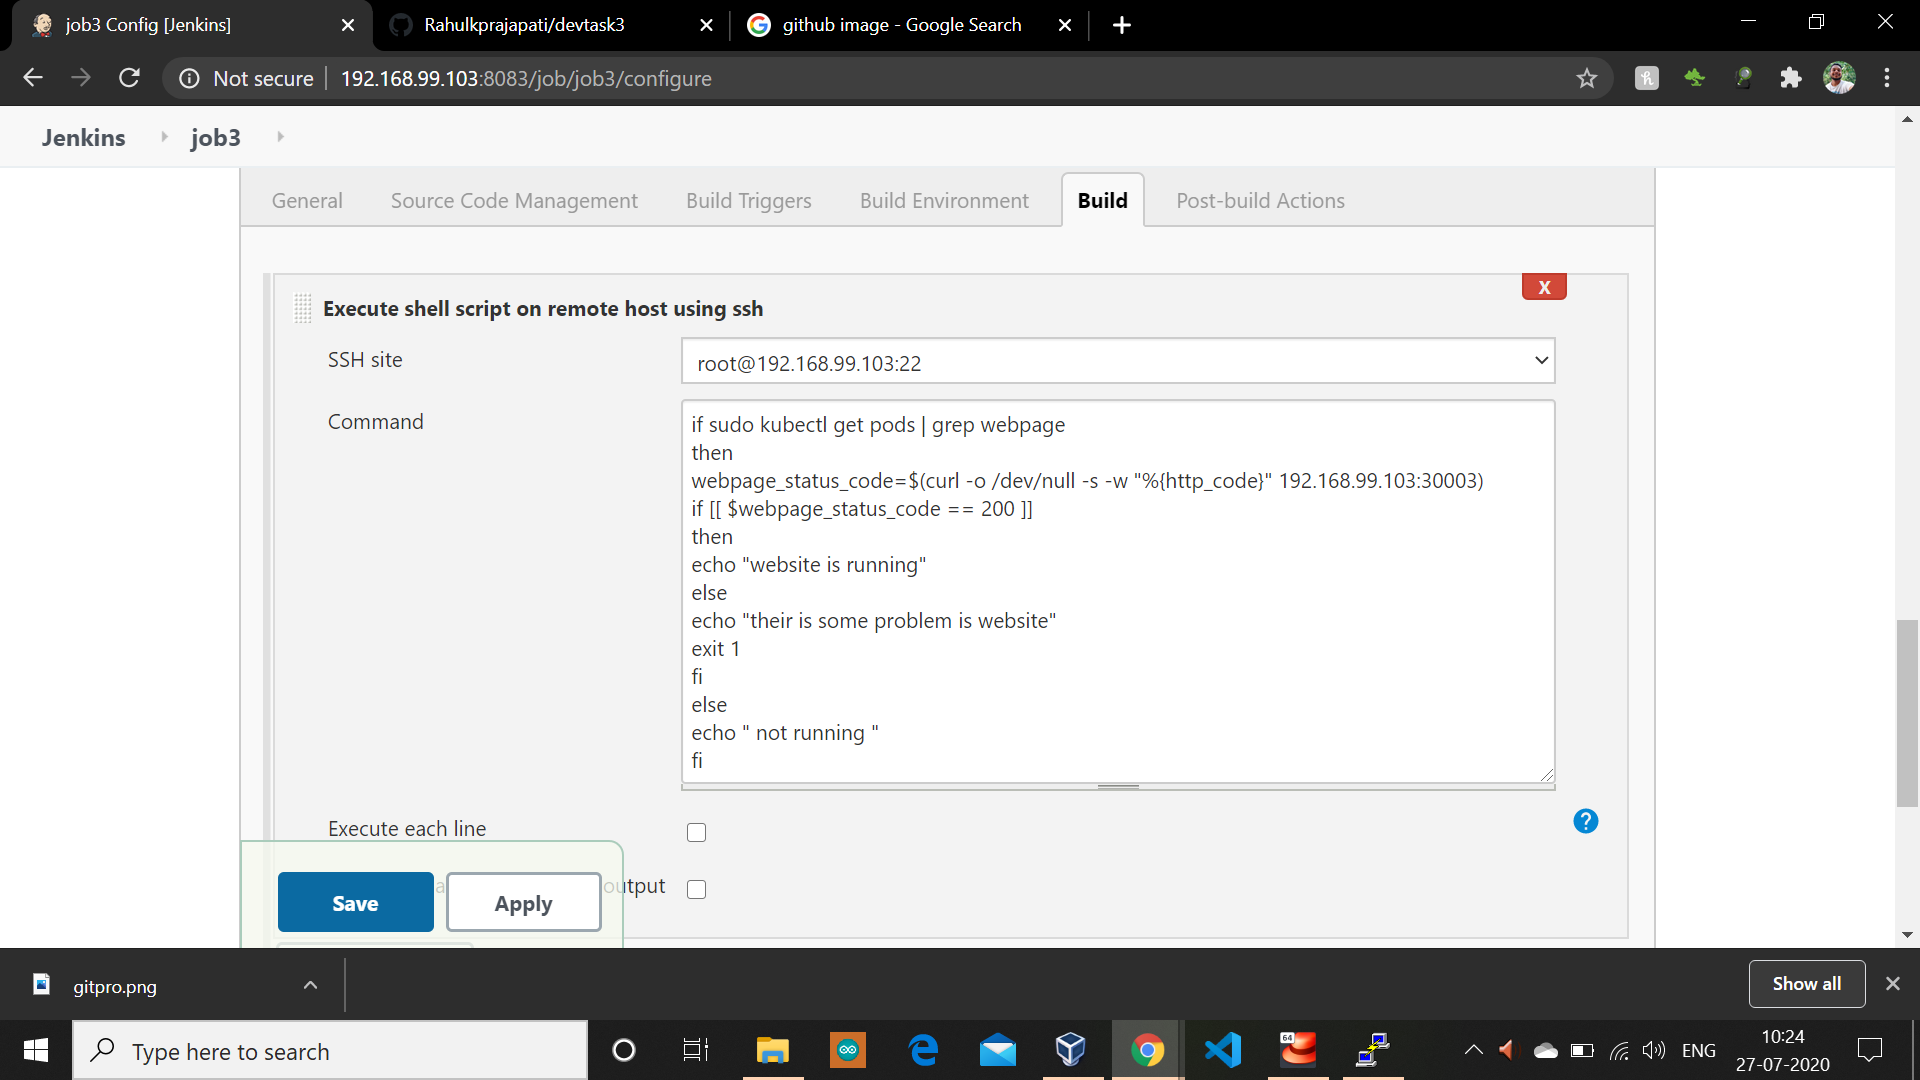 job3 Config [Jenkins]
Rahulkprajapati/devtask3
github image - Google Search
Not secure
192.168.99.103:8083/job/job3/configure
Jenkins
job3
General
Source Code Management
Build Triggers
Build Environment
Build
Post-build Actions
X
Execute shell script on remote host using ssh
SSH site
root@192.168.99.103:22
Command
if sudo kubectl get pods | grep webpage
then
webpage_status_code=$(curl -o /dev/null -s -w "%{http_code}" 192.168.99.103:30003)
if [[ $webpage_status_code == 200 ]]
then
echo "website is running"
else
echo "their is some problem is website"
exit 1
fi
else
echo " not running "
fi
Execute each line
?
output
Save
Apply
gitpro.png
Show all
Type here to search
64
ENG
10:24
27-07-2020